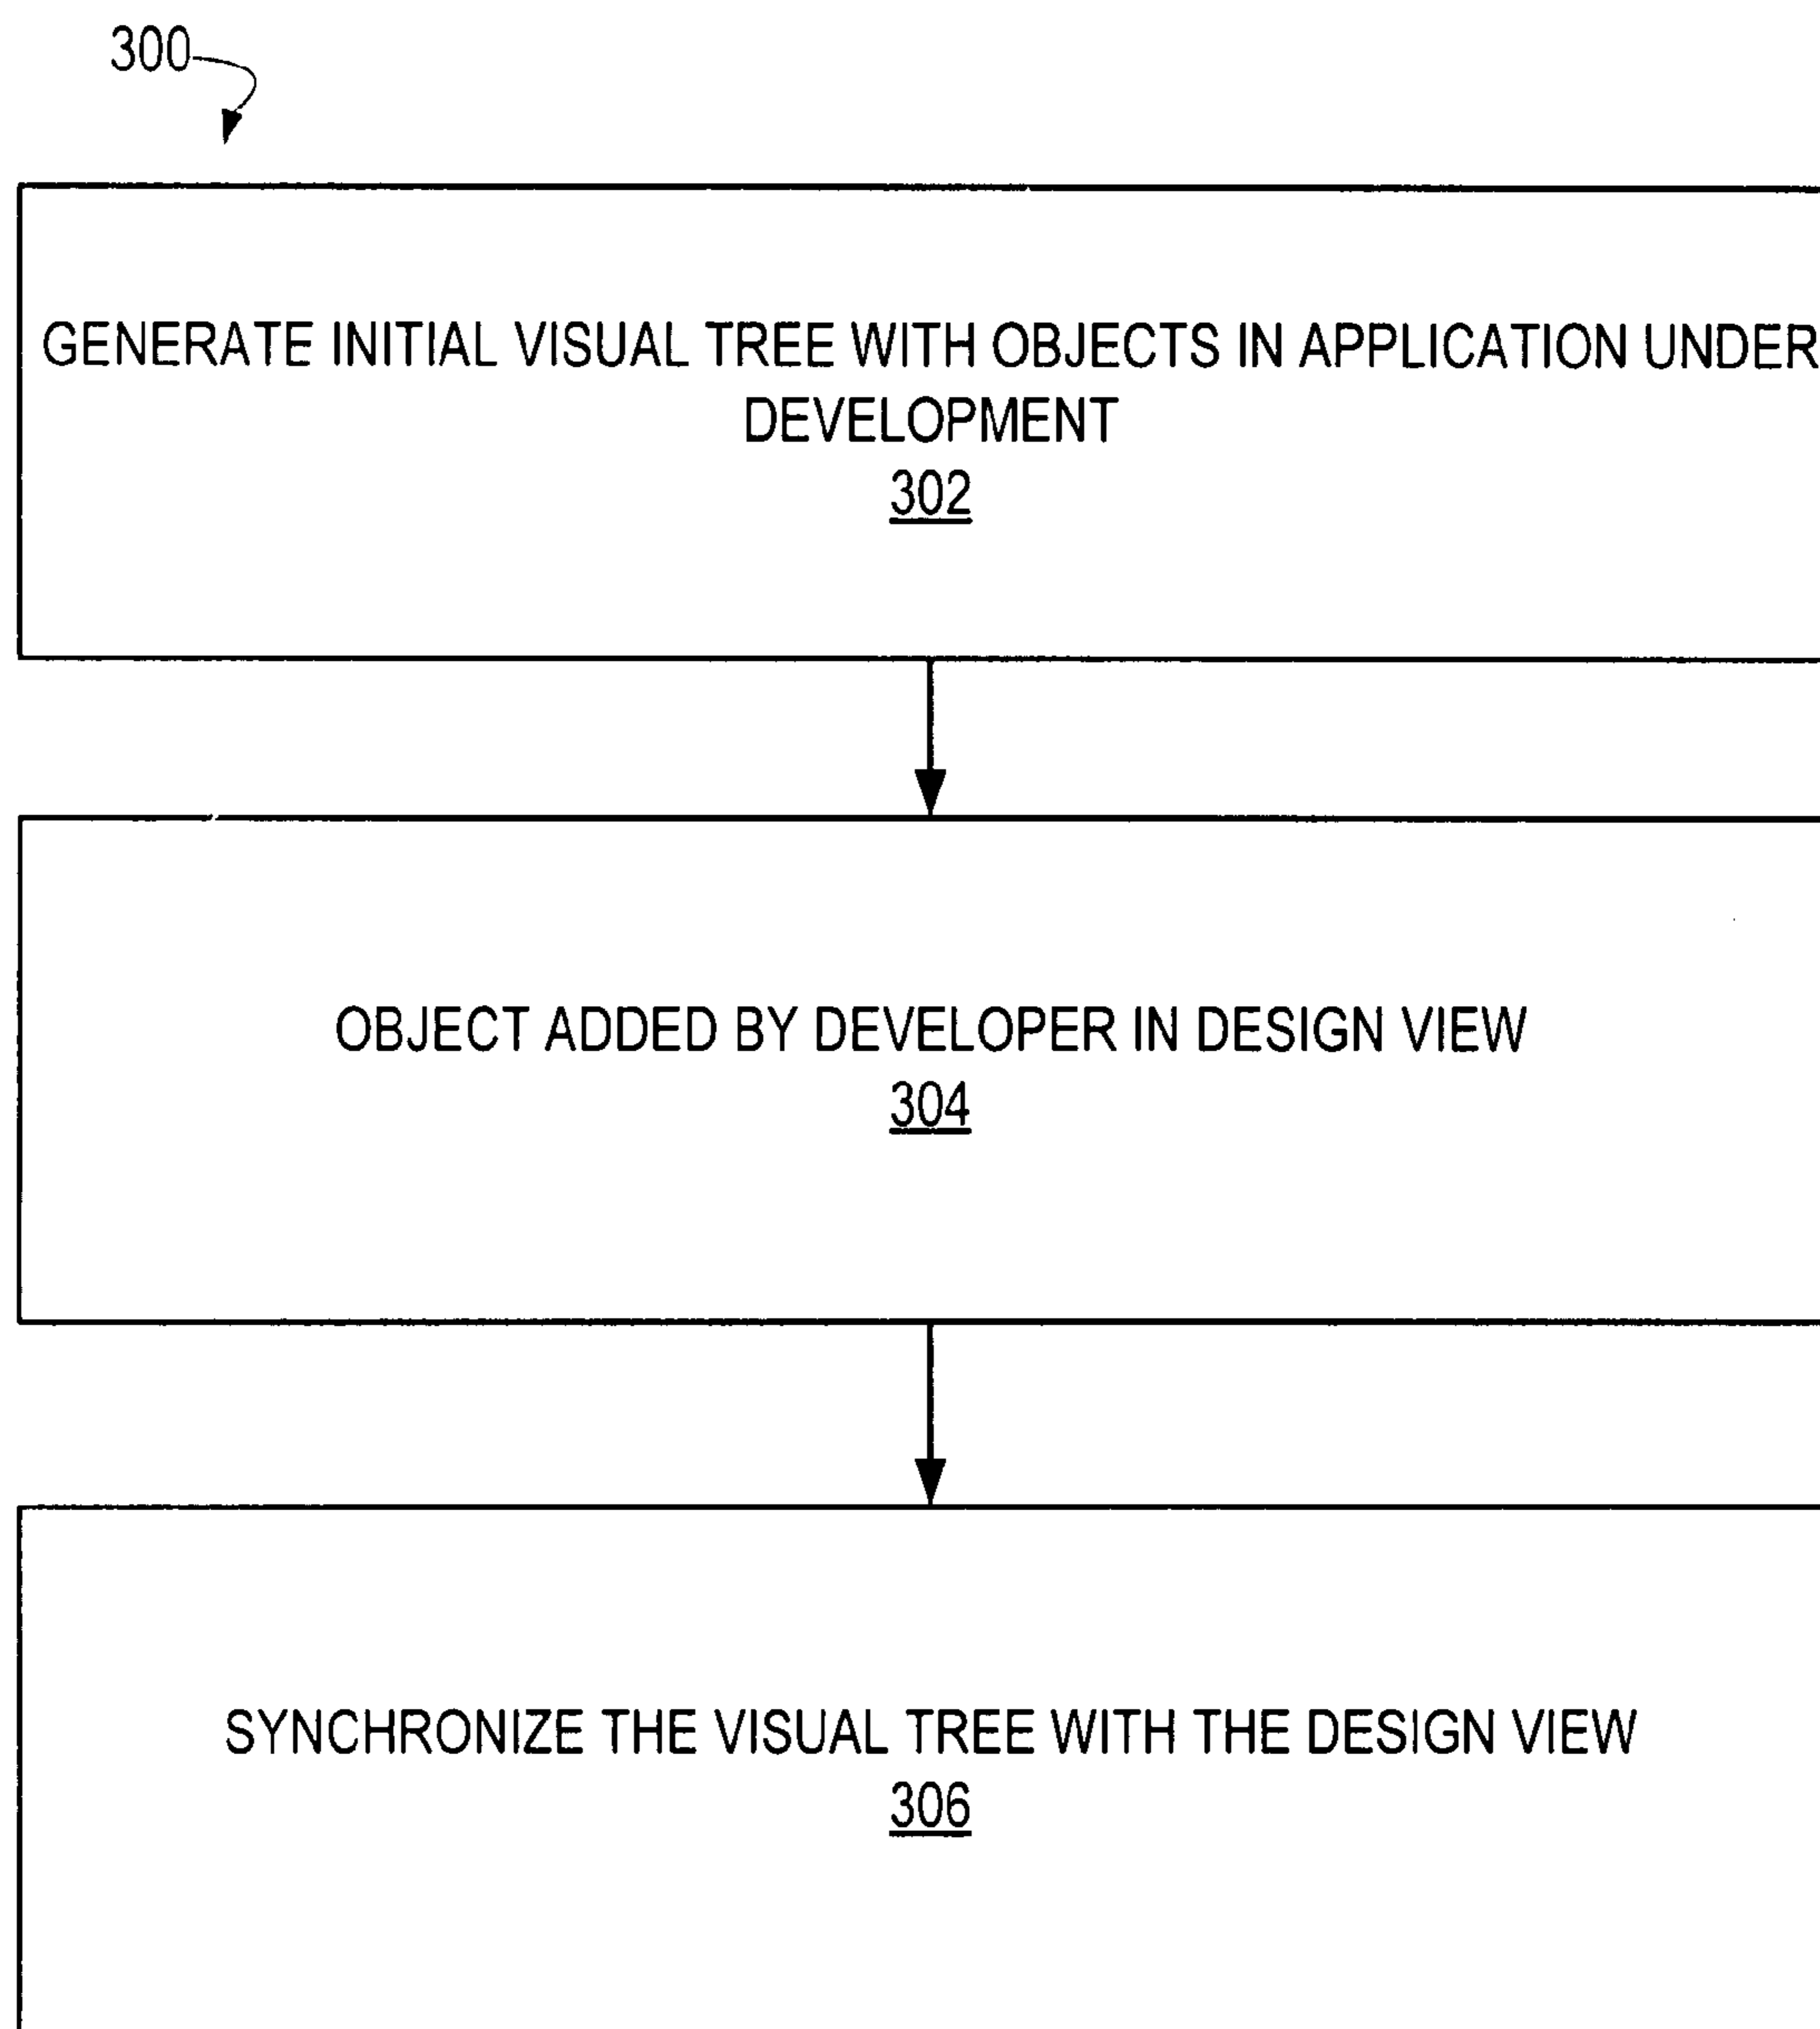 300
GENERATE INITIAL VISUAL TREE WITH OBJECTS IN APPLICATION UNDER
DEVELOPMENT
302
OBJECT ADDED BY DEVELOPER IN DESIGN VIEW
304
SYNCHRONIZE THE VISUAL TREE WITH THE DESIGN VIEW
306